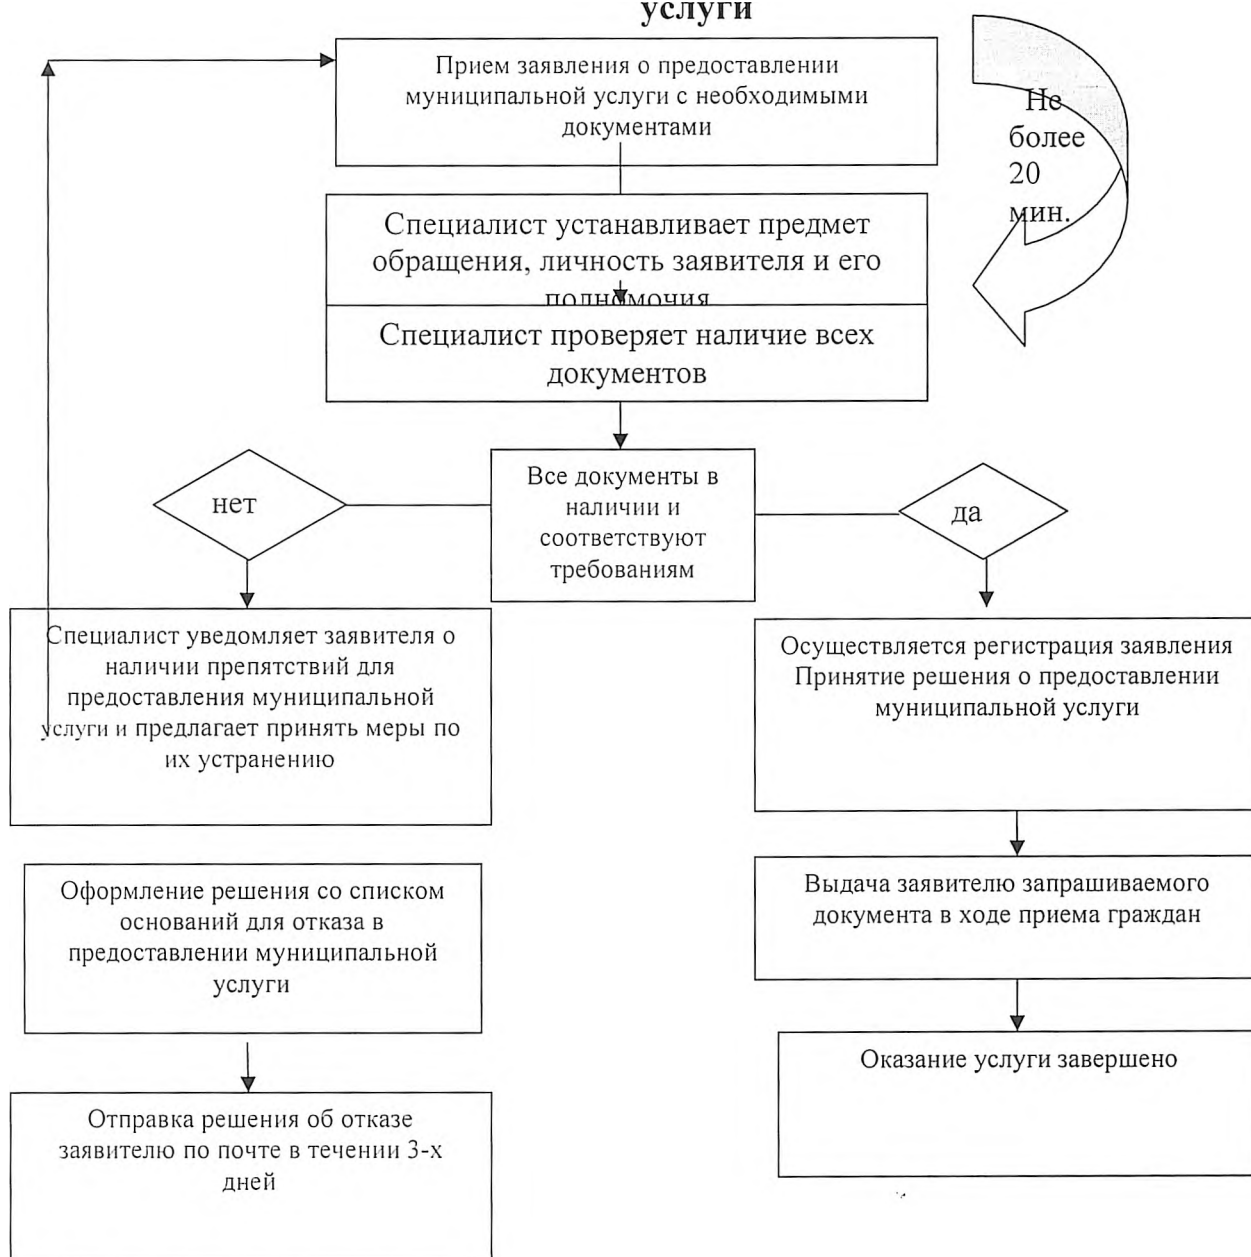 услуги
Прием заявления о предоставлении
муниципальной услуги с необходимыми
документами
Не
более
20
мин.
Специалист устанавливает предмет
обращения, личность заявителя и его
полномочия
Специалист проверяет наличие всех
документов
Все документы в
наличии и
соответствуют
требованиям
нет
да
Специалист уведомляет заявителя о
наличии препятствий для
предоставления муниципальной
услуги и предлагает принять меры по
их устранению
Осуществляется регистрация заявления
Принятие решения о предоставлении
муниципальной услуги
Оформление решения со списком
оснований для отказа в
предоставлении муниципальной
услуги
Выдача заявителю запрашиваемого
документа в ходе приема граждан
Отправка решения об отказе
заявителю по почте в течении 3-х
дней
Оказание услуги завершено